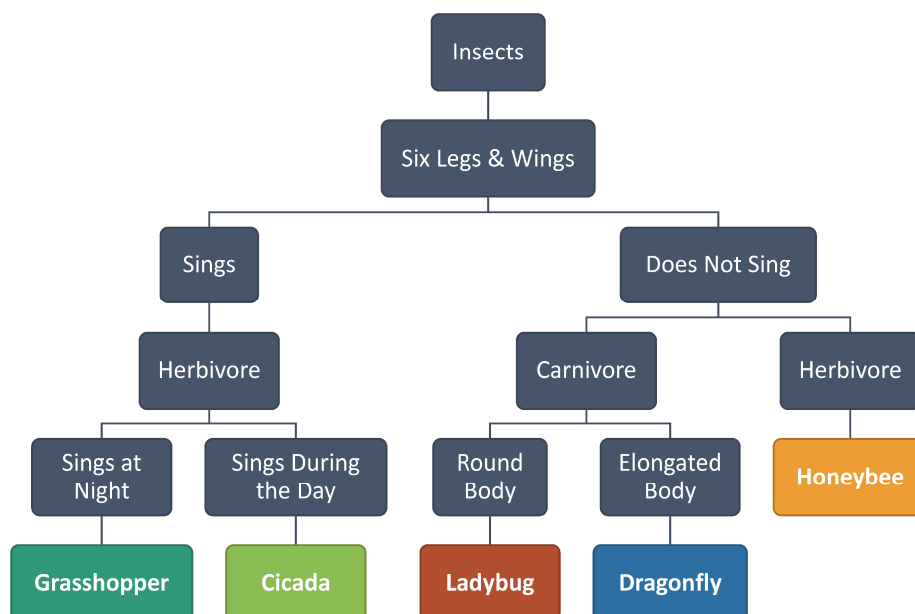 Insects
Six Legs & Wings
Sings
Does Not Sing
Herbivore
Carnivore
Herbivore
Sings at
Night
Sings During
the Day
Round
Body
Elongated
Body
Honeybee
Grasshopper
Cicada
Ladybug
Dragonfly